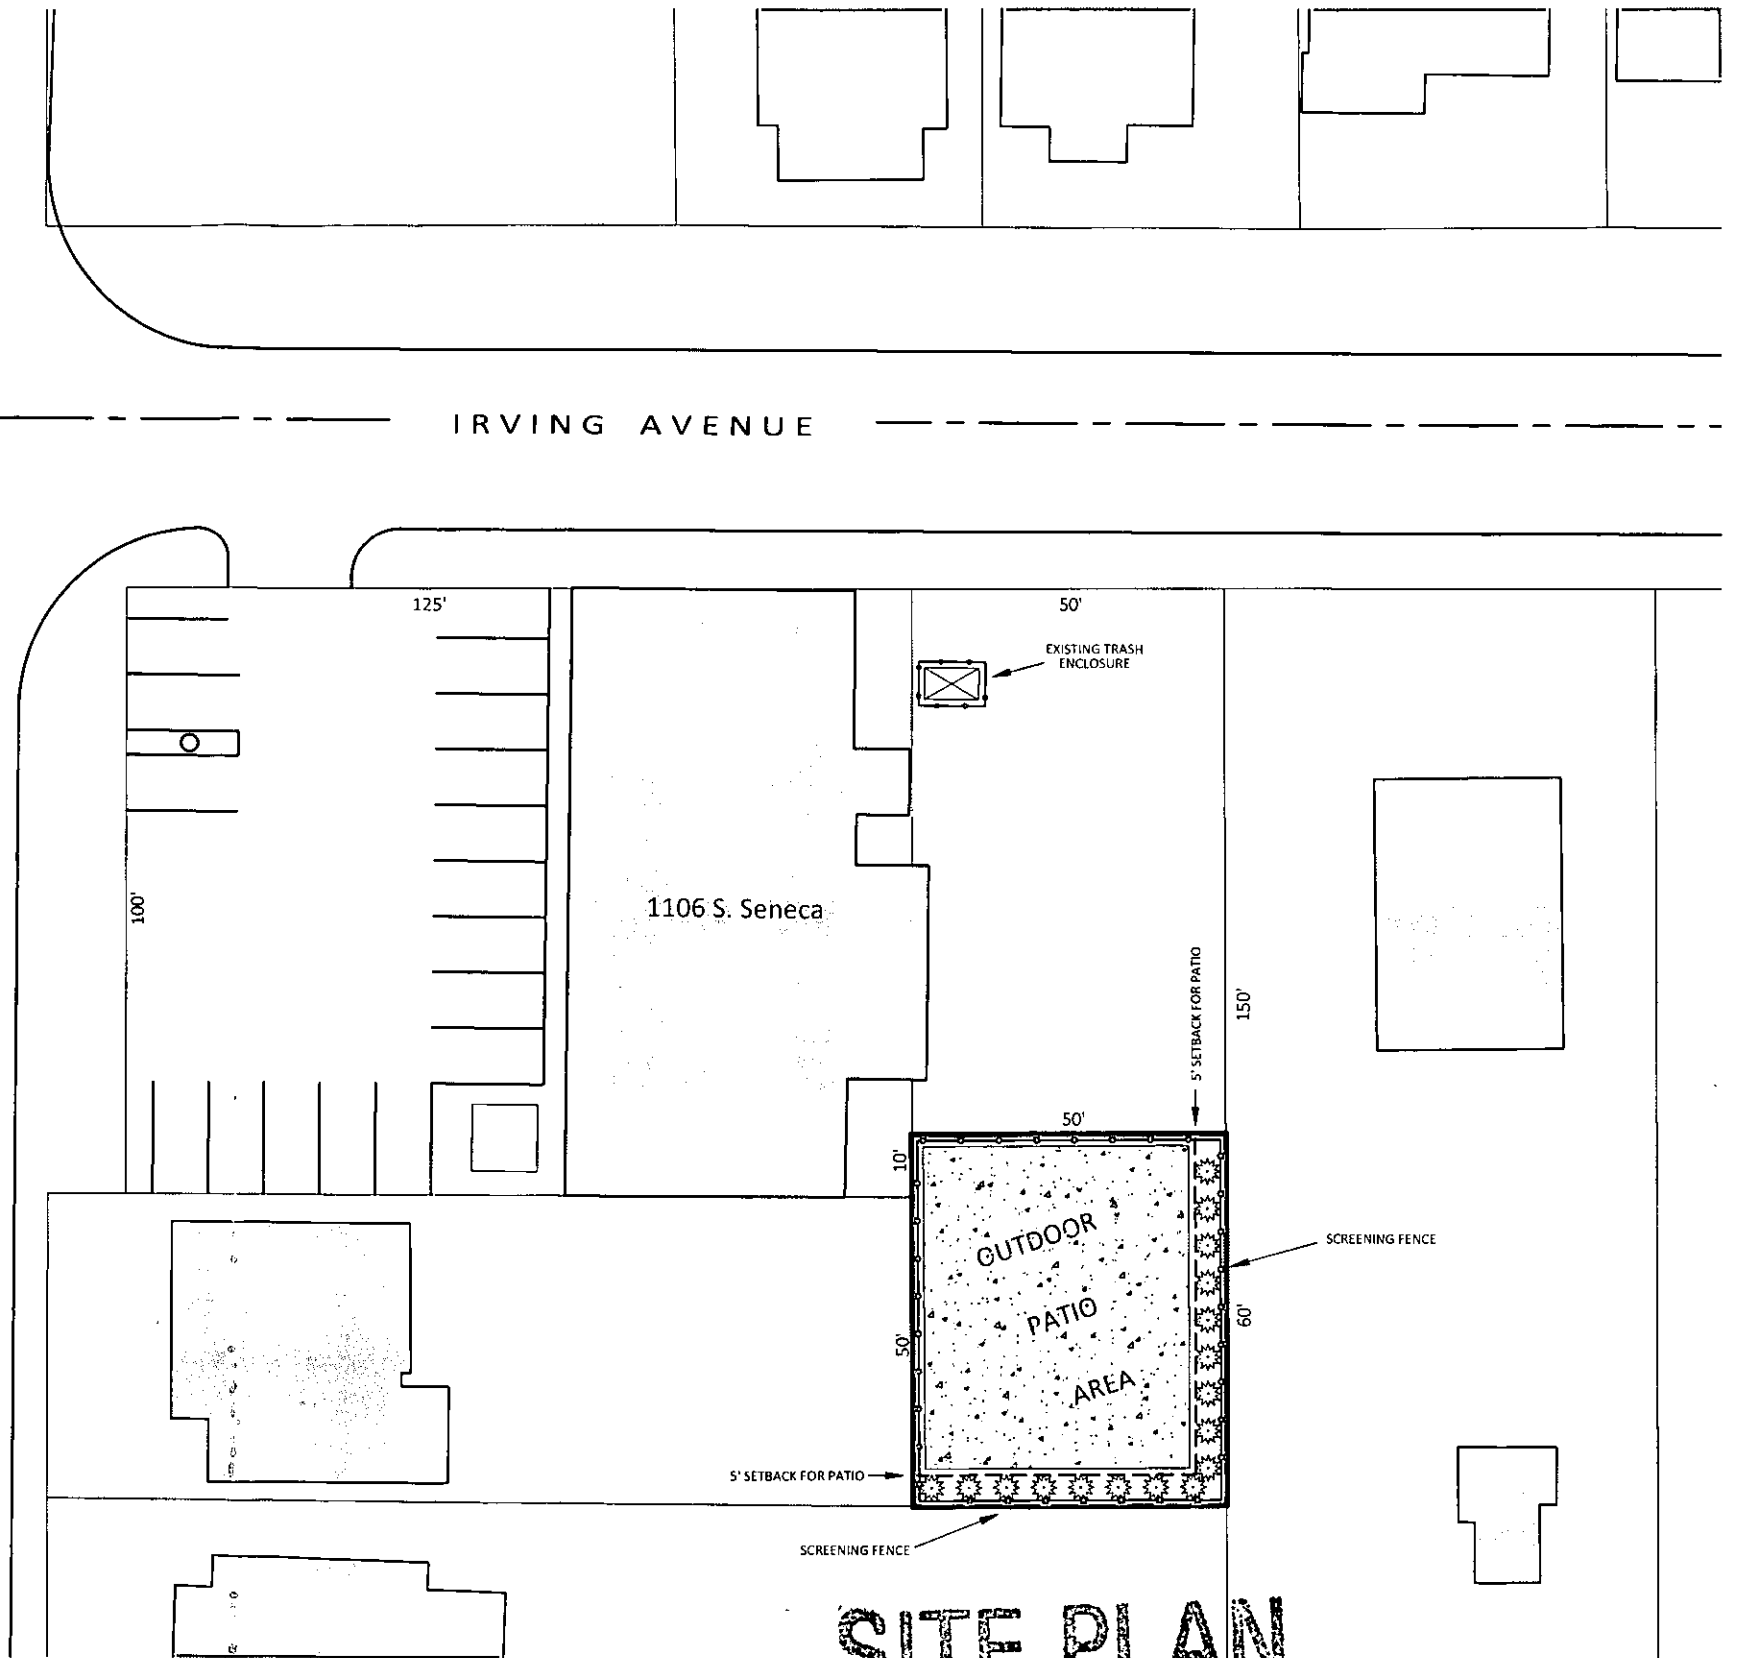 IRVING AVENUE
125'
50'
EXISTING TRASH
ENCLOSURE
100'
1106 S. Seneca
5' SETBACK FOR PATIO
150'
50'
10'
OUTDOOR
PATIO
AREA
SCREENING FENCE
60'
50'
5' SETBACK FOR PATIO
SCREENING FENCE
SITE PLAN